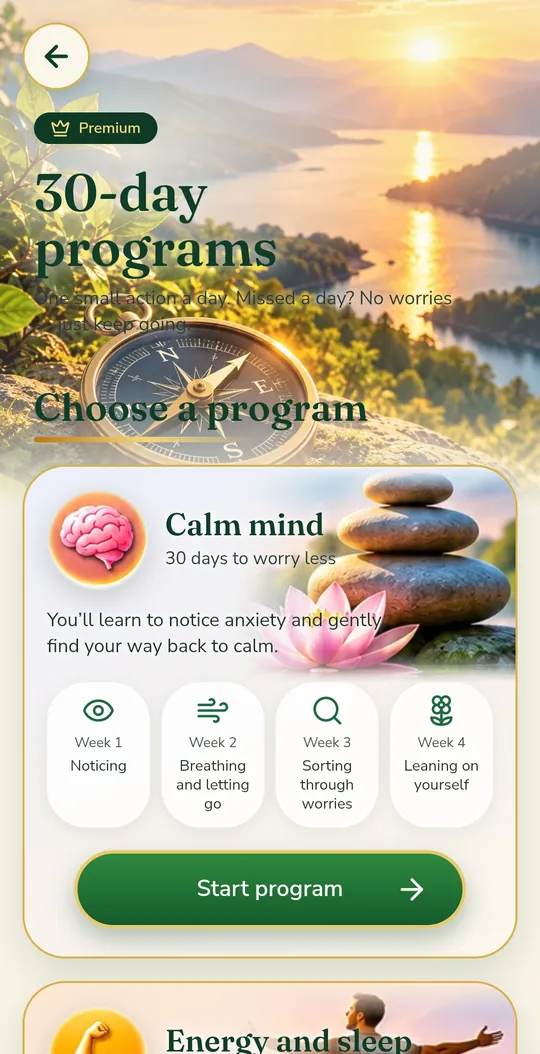 Premium
30-day
programs
One small action a day. Missed a day? No worries
— just keep going.
N
E
S
Choose a program
Calm mind
30 days to worry less
You’ll learn to notice anxiety and gently
find your way back to calm.
Week 1
Noticing
Week 2
Breathing
and letting
go
Week 3
Sorting
through
worries
Week 4
Leaning on
yourself
Start program
Energy and sleep